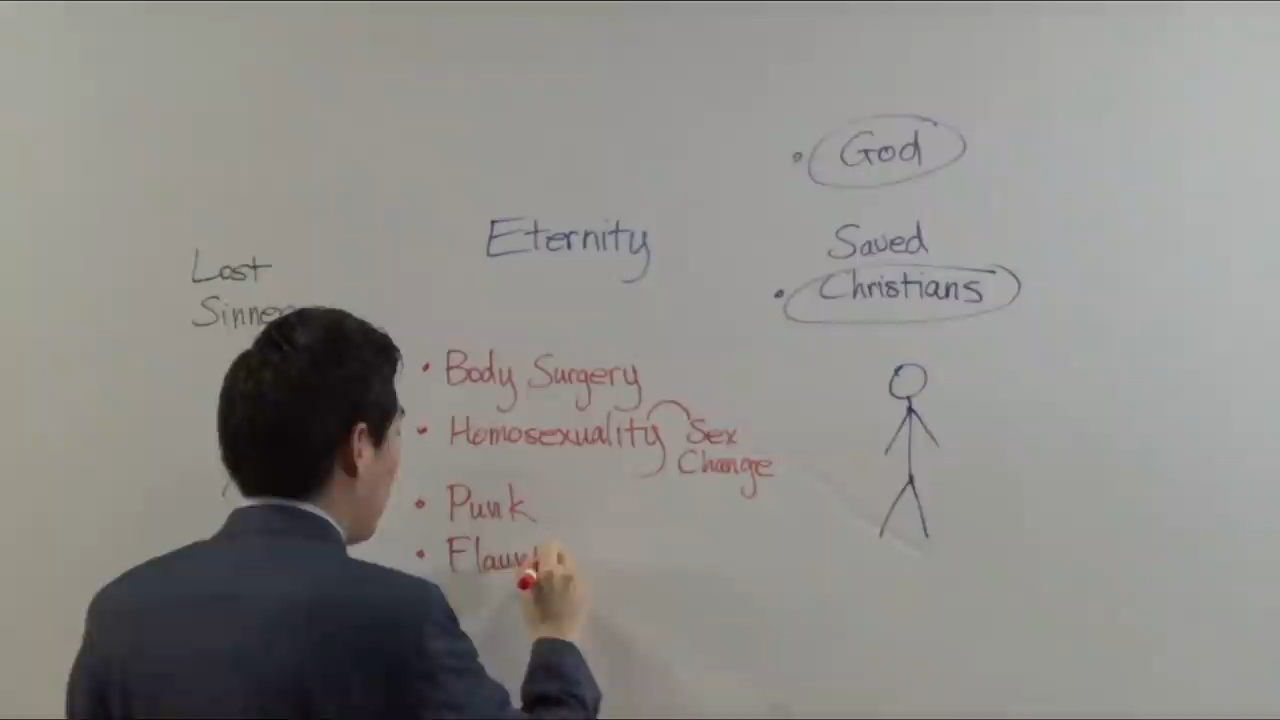 God
Eternity
Saved
Christians
Lost
• Body Surgery
• Homosexuality Sex
Change
• Punk